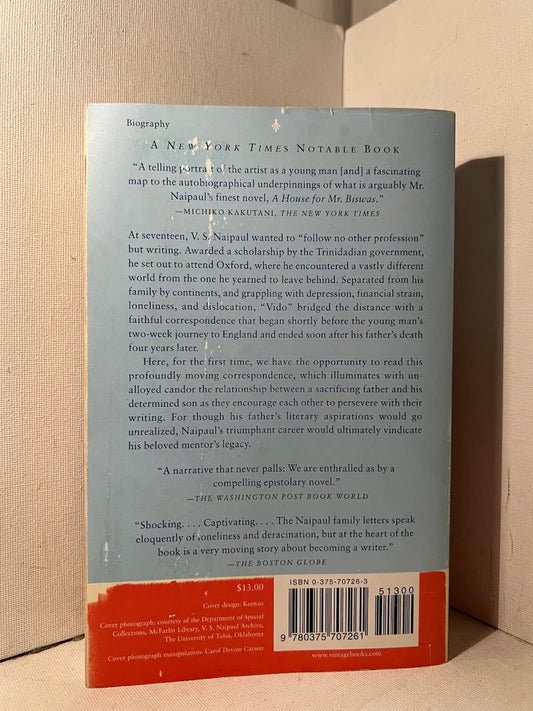 Biography
A NEW YORK TIMES NOTABLE BOOK
“A telling portrait of the artist as a young man [and] a fascinating
map to the autobiographical underpinnings of what is arguably Mr.
Naipaul’s finest novel, A House for Mr. Biswas.”
—MICHIKO KAKUTANI, THE NEW YORK TIMES
At seventeen, V. S. Naipaul wanted to “follow no other profession”
but writing. Awarded a scholarship by the Trinidadian government,
he set out to attend Oxford, where he encountered a vastly different
world from the one he yearned to leave behind. Separated from his
family by continents, and grappling with depression, financial strain,
loneliness, and dislocation, “Vido” bridged the distance with a
faithful correspondence that began shortly before the young man’s
two-week journey to England and ended soon after his father’s death
four years later.
Here, for the first time, we have the opportunity to read this
profoundly moving correspondence, which illuminates with un-
alloyed candor the relationship between a sacrificing father and his
determined son as they encourage each other to persevere with their
writing. For though his father’s literary aspirations would go
unrealized, Naipaul’s triumphant career would ultimately vindicate
his beloved mentor’s legacy.
“A narrative that never palls: We are enthralled as by a
compelling epistolary novel.”
—THE WASHINGTON POST BOOK WORLD
“Shocking. . . . Captivating. . . . The Naipaul family letters speak
eloquently of loneliness and deracination, but at the heart of the
book is a very moving story about becoming a writer.”
—THE BOSTON GLOBE
$13.00
Cover design: Keenan
Cover photograph: courtesy of the Department of Special
Collections, McFarlin Library, V. S. Naipaul Archive,
The University of Tulsa, Oklahoma
Cover photograph manipulation: Carol Devine Carson
ISBN 0-375-70726-3
51300
9 780375 707261
www.vintagebooks.com